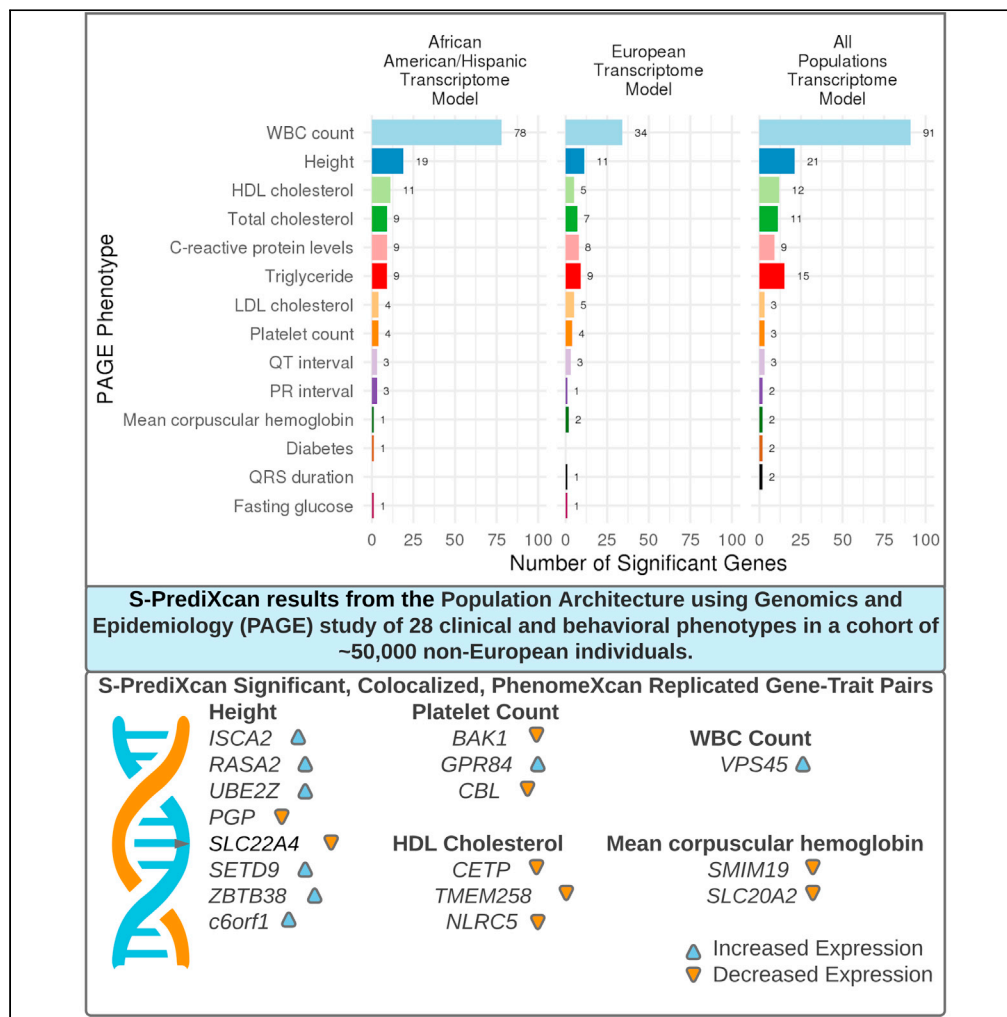 African
American/Hispanic
Transcriptome
Model
European
Transcriptome
Model
All
Populations
Transcriptome
Model
PAGE Phenotype
WBC count 78 34 91
Height 19 11 21
HDL cholesterol 11 5 12
Total cholesterol 9 7 11
C-reactive protein levels 9 8 9
Triglyceride 9 9 15
LDL cholesterol 4 5 3
Platelet count 4 4 3
QT interval 3 3 3
PR interval 3 1 2
Mean corpuscular hemoglobin 1 2 2
Diabetes 1 2
QRS duration 1 2
Fasting glucose 1 1
0 25 50 75 100 0 25 50 75 100 0 25 50 75 100
Number of Significant Genes
S-PrediXcan results from the Population Architecture using Genomics and
Epidemiology (PAGE) study of 28 clinical and behavioral phenotypes in a cohort of
~50,000 non-European individuals.
S-PrediXcan Significant, Colocalized, PhenomeXcan Replicated Gene-Trait Pairs
Height
ISCA2
RASA2
UBE2Z
PGP
SLC22A4
SETD9
ZBTB38
c6orf1
Platelet Count
BAK1
GPR84
CBL
HDL Cholesterol
CETP
TMEM258
NLRC5
WBC Count
VPS45
Mean corpuscular hemoglobin
SMIM19
SLC20A2
Increased Expression
Decreased Expression